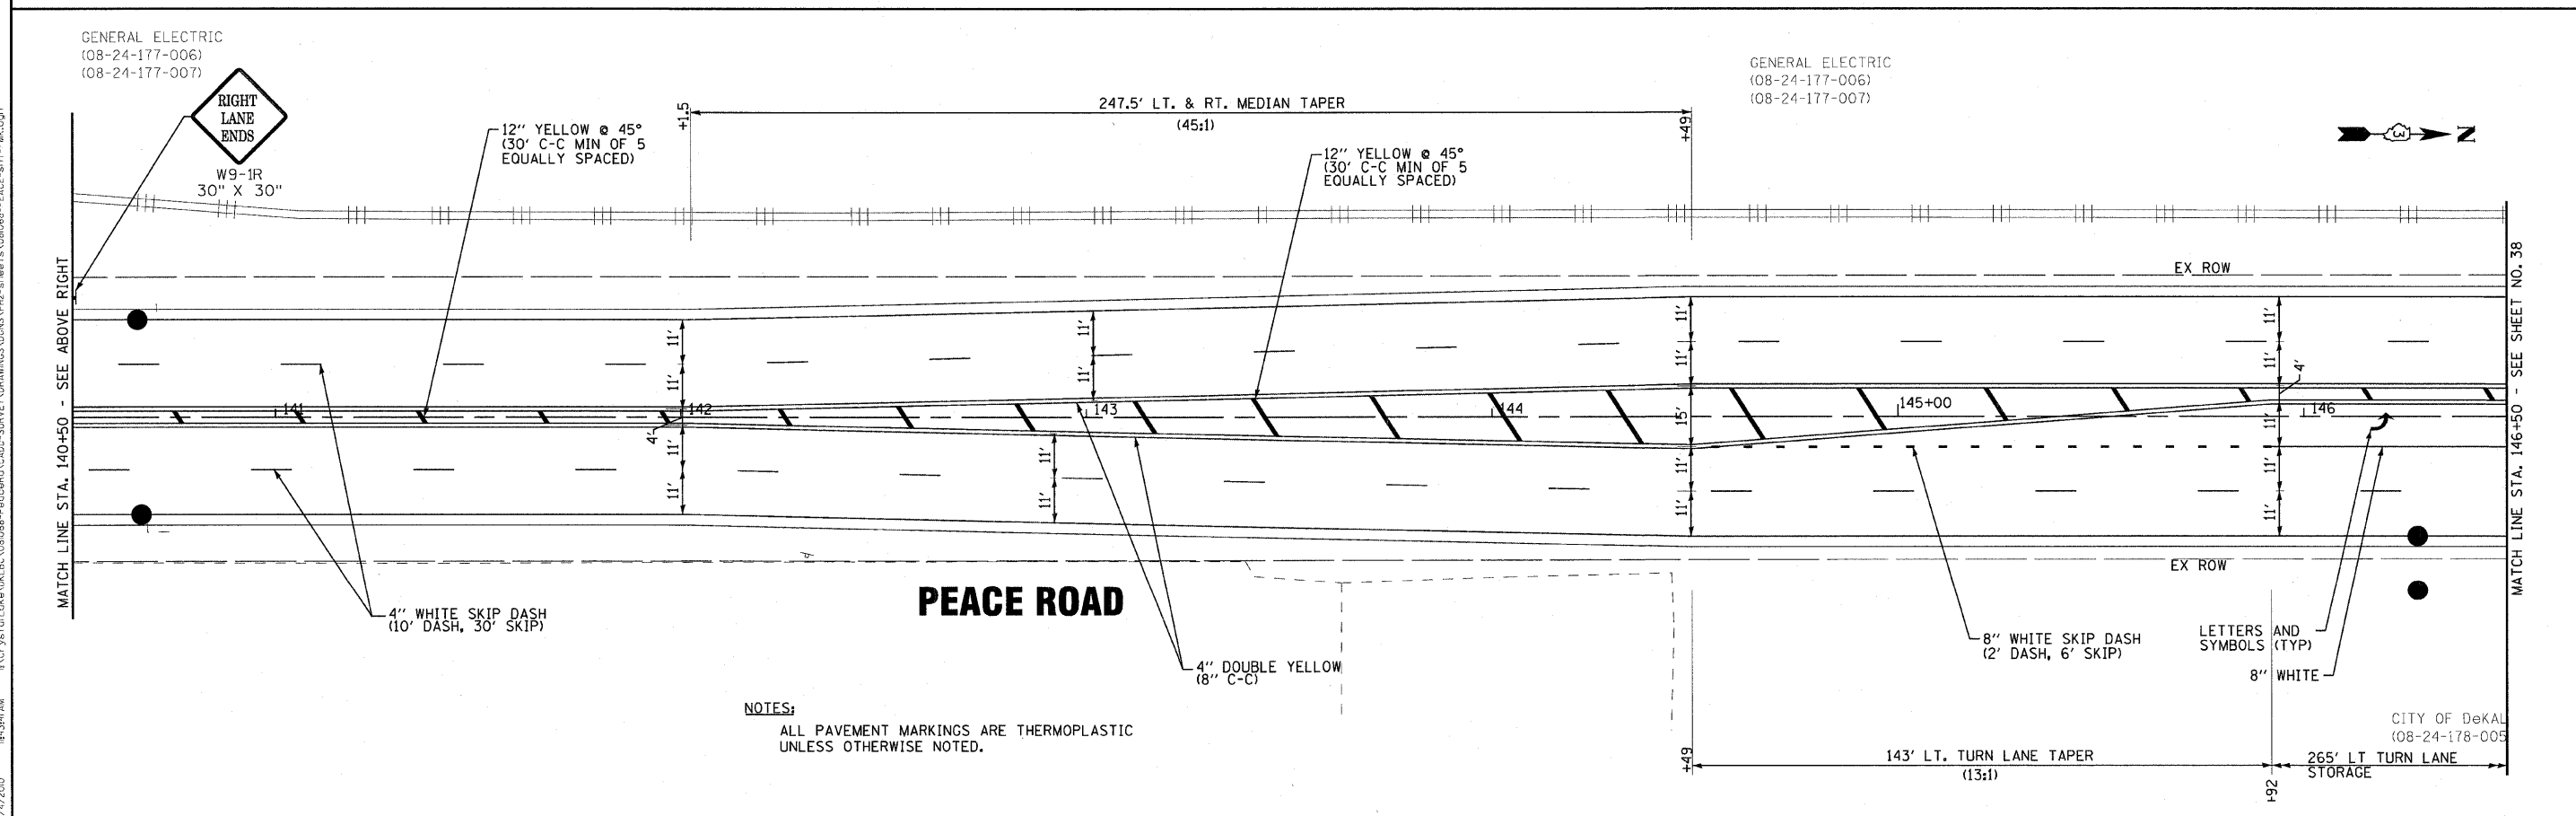 GENERAL ELECTRIC
(08-24-177-006)
(08-24-177-007)
RIGHT
LANE
ENDS
W9-1R
30" X 30"
12" YELLOW @ 45°
(30' C-C MIN OF 5
EQUALLY SPACED)
+1.5
247.5' LT. & RT. MEDIAN TAPER
(45:1)
+49
12" YELLOW @ 45°
(30' C-C MIN OF 5
EQUALLY SPACED)
GENERAL ELECTRIC
(08-24-177-006)
(08-24-177-007)
3
N
MATCH LINE STA. 140+50 - SEE ABOVE RIGHT
EX ROW
11'
11'
11'
11'
11'
11'
11'
11'
141
142
143
144
145+00
146
4'
15'
4'
11'
11'
11'
11'
11'
11'
11'
11'
11'
MATCH LINE STA. 146+50 - SEE SHEET NO. 38
EX ROW
4" WHITE SKIP DASH
(10' DASH, 30' SKIP)
PEACE ROAD
4" DOUBLE YELLOW
(8" C-C)
8" WHITE SKIP DASH
(2' DASH, 6' SKIP)
LETTERS AND
SYMBOLS (TYP)
8" WHITE
NOTES:
ALL PAVEMENT MARKINGS ARE THERMOPLASTIC
UNLESS OTHERWISE NOTED.
CITY OF DeKAL
(08-24-178-005
+49
143' LT. TURN LANE TAPER
(13:1)
+92
265' LT TURN LANE
STORAGE